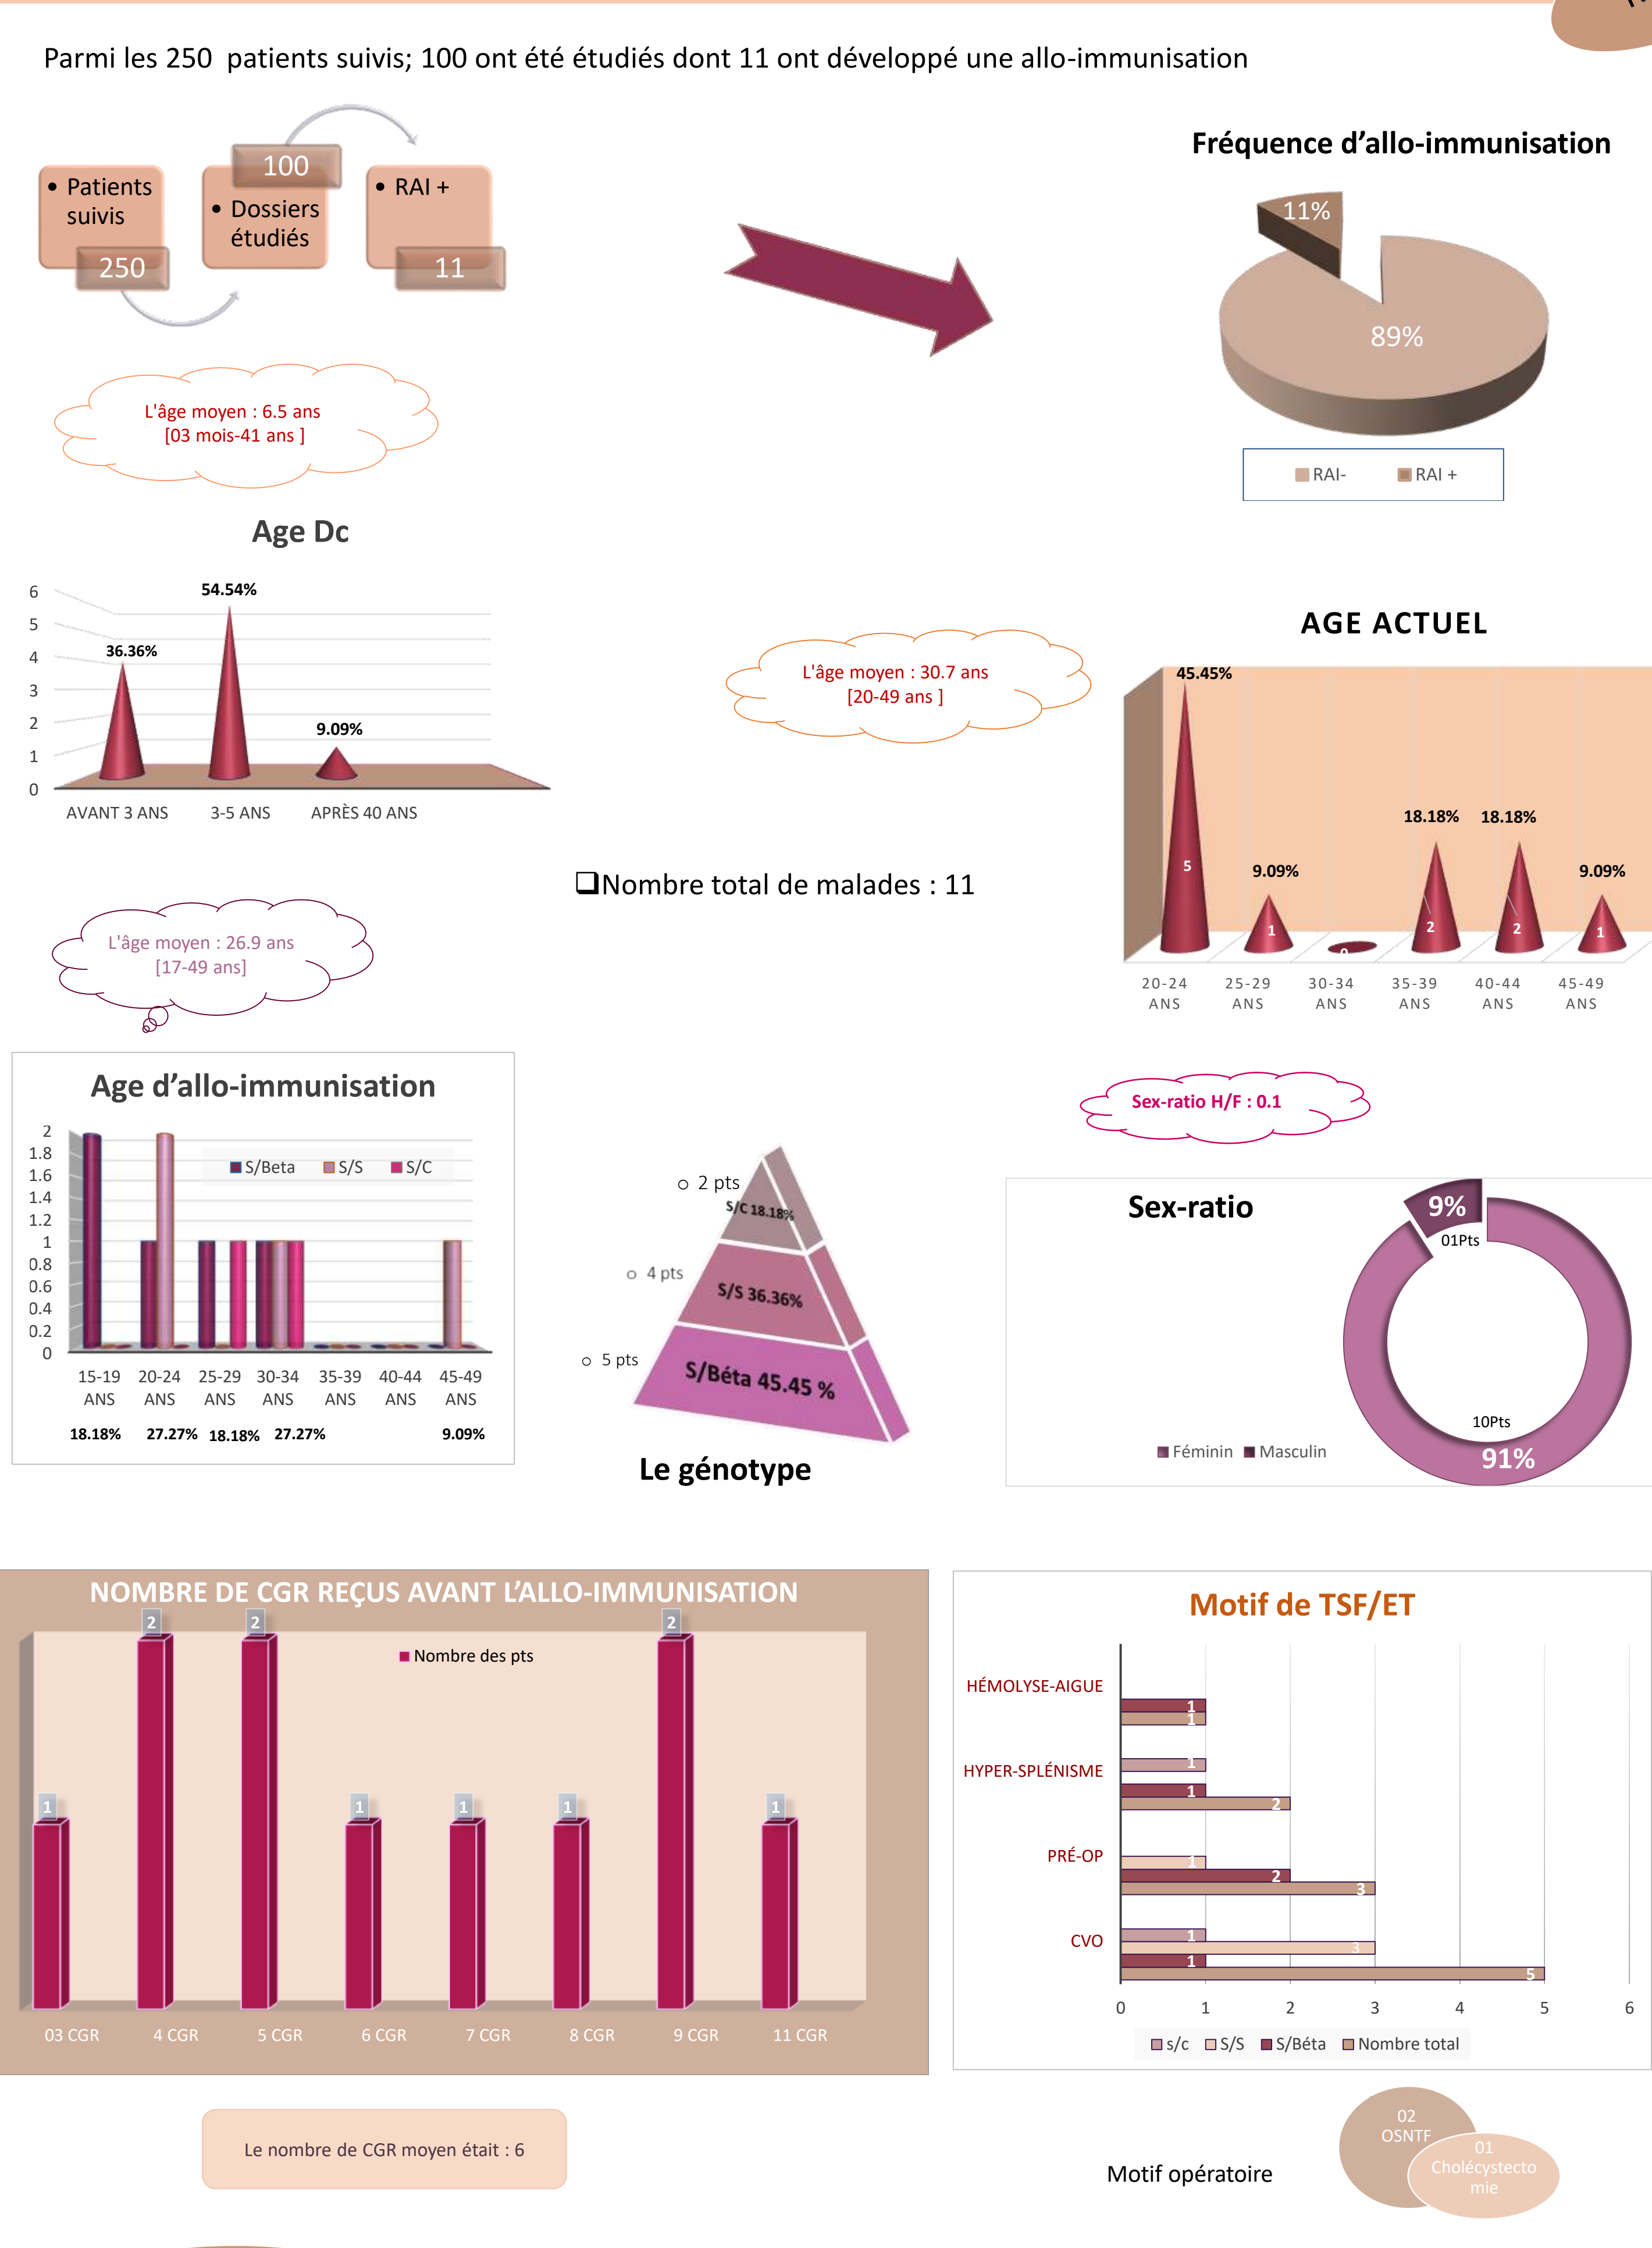 Parmi les 250 patients suivis; 100 ont été étudiés dont 11 ont développé une allo-immunisation
• Patients
suivis
250
100
• Dossiers
étudiés
• RAI +
11
Fréquence d’allo-immunisation
11%
89%
RAI-
RAI +
L'âge moyen : 6.5 ans
[03 mois-41 ans ]
Age Dc
6
5
4
3
2
1
0
36.36%
54.54%
9.09%
AVANT 3 ANS
3-5 ANS
APRÈS 40 ANS
L'âge moyen : 30.7 ans
[20-49 ans ]
AGE ACTUEL
45.45%
9.09%
18.18%
18.18%
9.09%
5
1
0
2
2
1
20-24
ANS
25-29
ANS
30-34
ANS
35-39
ANS
40-44
ANS
45-49
ANS
❑Nombre total de malades : 11
L'âge moyen : 26.9 ans
[17-49 ans]
Age d’allo-immunisation
2
1.8
1.6
1.4
1.2
1
0.8
0.6
0.4
0.2
0
S/Beta
S/S
S/C
15-19
ANS
20-24
ANS
25-29
ANS
30-34
ANS
35-39
ANS
40-44
ANS
45-49
ANS
18.18%
27.27%
18.18%
27.27%
9.09%
o 2 pts
S/C 18.18%
o 4 pts
S/S 36.36%
o 5 pts
S/Béta 45.45 %
Le génotype
Sex-ratio H/F : 0.1
Sex-ratio
9%
01Pts
10Pts
91%
Féminin
Masculin
NOMBRE DE CGR REÇUS AVANT L’ALLO-IMMUNISATION
Nombre des pts
1
2
2
1
1
1
2
1
03 CGR
4 CGR
5 CGR
6 CGR
7 CGR
8 CGR
9 CGR
11 CGR
Motif de TSF/ET
HÉMOLYSE-AIGUE
1
1
HYPER-SPLÉNISME
1
1
2
PRÉ-OP
1
2
3
CVO
1
3
1
5
0
1
2
3
4
5
6
s/c
S/S
S/Béta
Nombre total
Le nombre de CGR moyen était : 6
Motif opératoire
02
OSNTF
01
Cholécystecto
mie